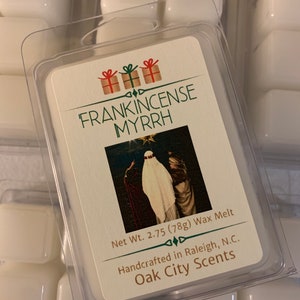 FRANKINCENSE
MYRRH
Net Wt. 2.75 (78g) Wax Melt
Handcrafted in Raleigh, N.C.
Oak City Scents